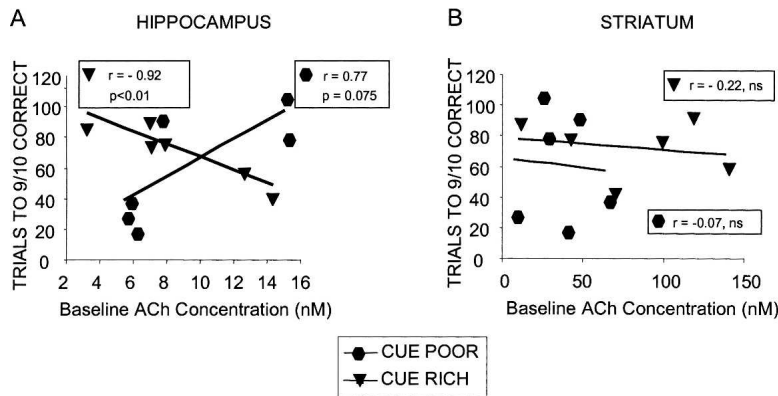 A
HIPPOCAMPUS
r = - 0.92
p<0.01
r = 0.77
p = 0.075
TRIALS TO 9/10 CORRECT
120
100
80
60
40
20
0
2 4 6 8 10 12 14 16
Baseline ACh Concentration (nM)
B
STRIATUM
r = - 0.22, ns
r = -0.07, ns
TRIALS TO 9/10 CORRECT
120
100
80
60
40
20
0
0 50 100 150
Baseline ACh Concentration (nM)
CUE POOR
CUE RICH